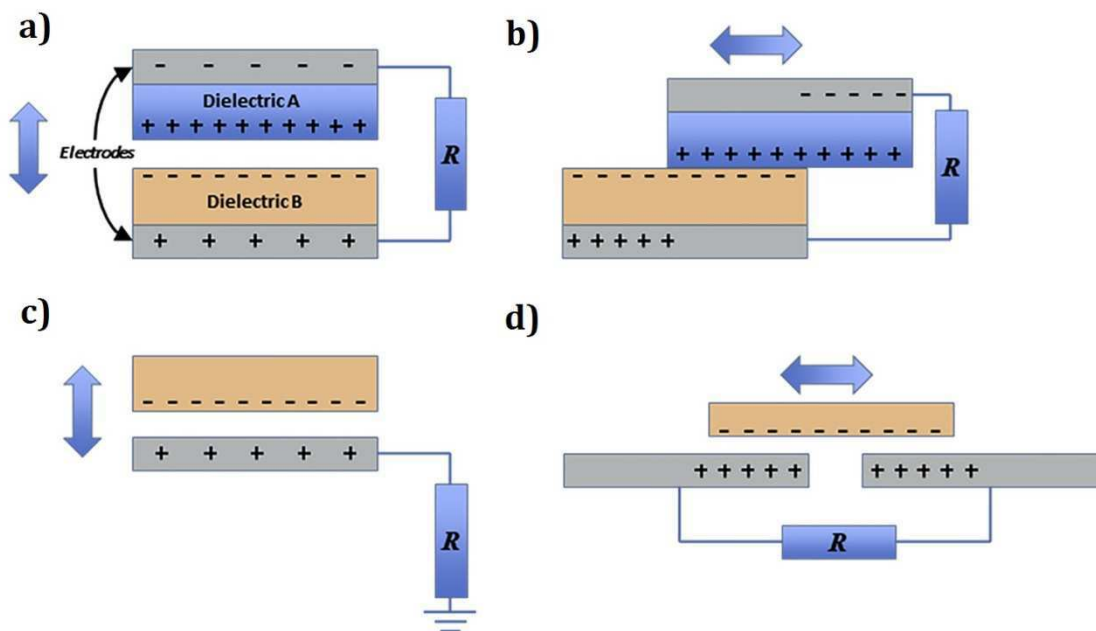 a)
- - - - -
Dielectric A
+ + + + + + + + + +
Electrodes
R
- - - - - - - - - -
Dielectric B
+ + + + +
b)
- - - - -
+ + + + + + + + + +
R
- - - - - - - - - -
+ + + + +
c)
- - - - - - - - - -
+ + + + +
R
d)
- - - - - - - - - -
+ + + + + + + + + +
R